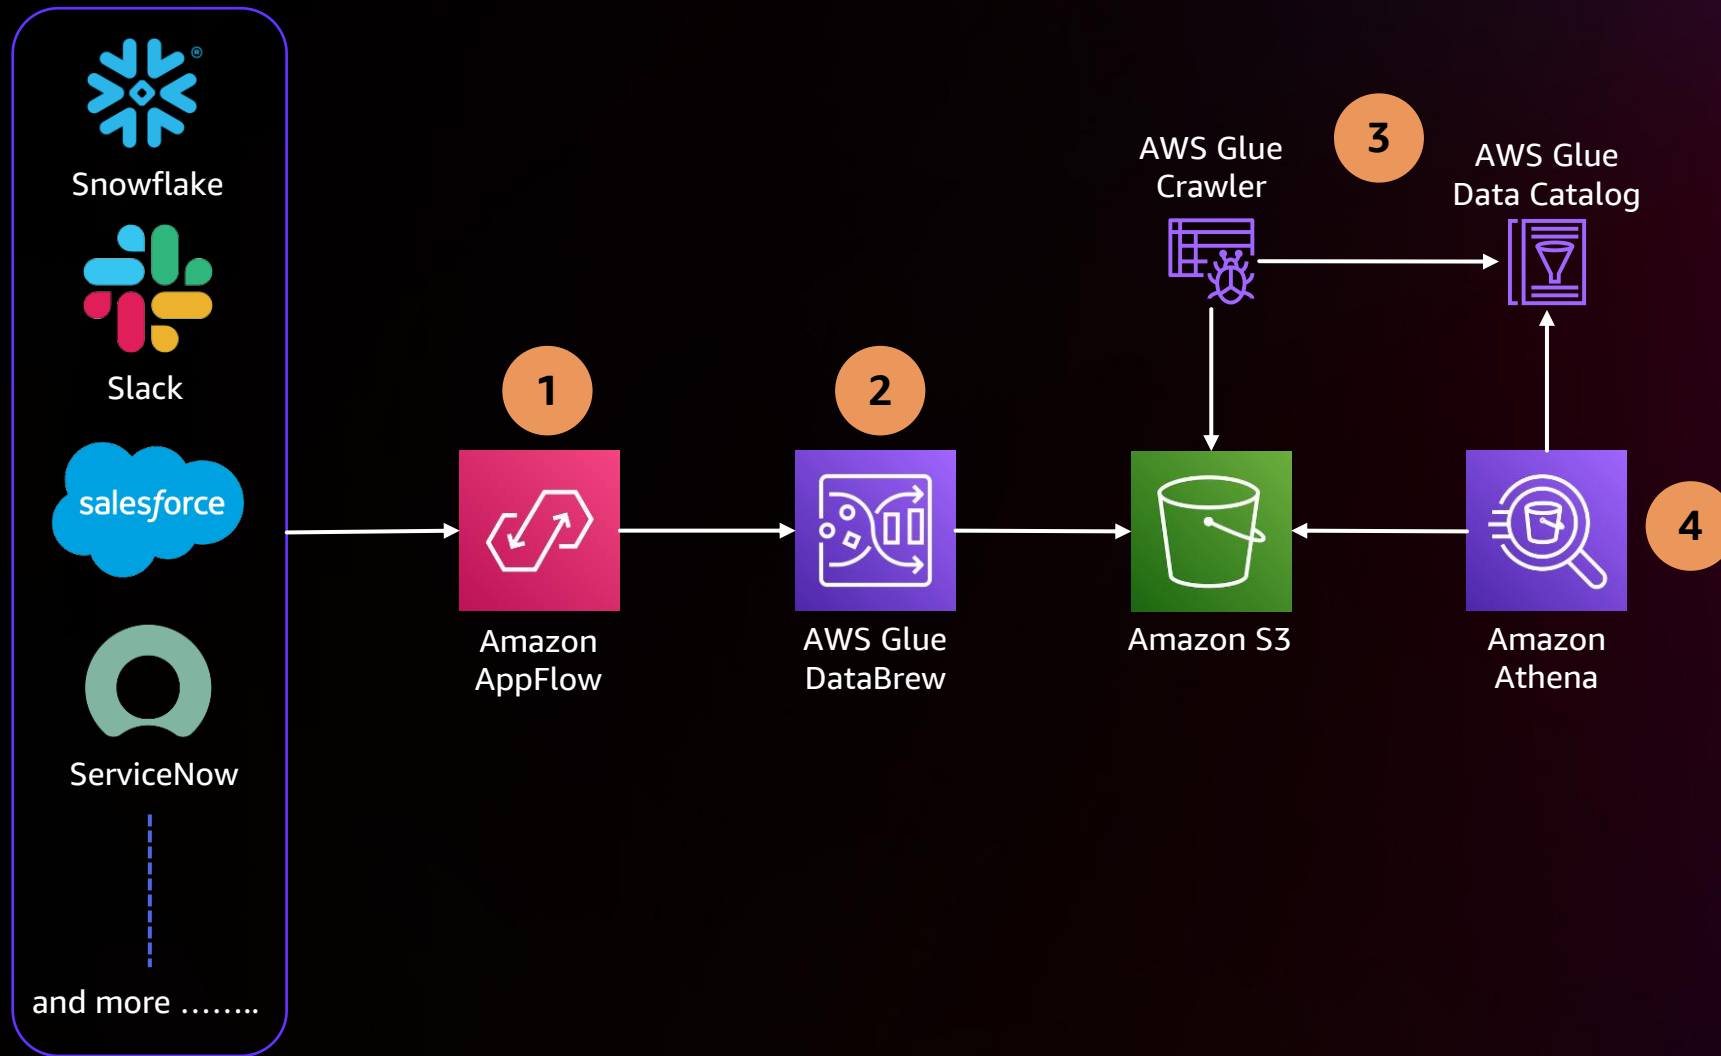 Snowflake
®
Slack
salesforce
ServiceNow
and more ........
1
Amazon
AppFlow
2
AWS Glue
DataBrew
AWS Glue
Crawler
3
AWS Glue
Data Catalog
Amazon S3
Amazon
Athena
4